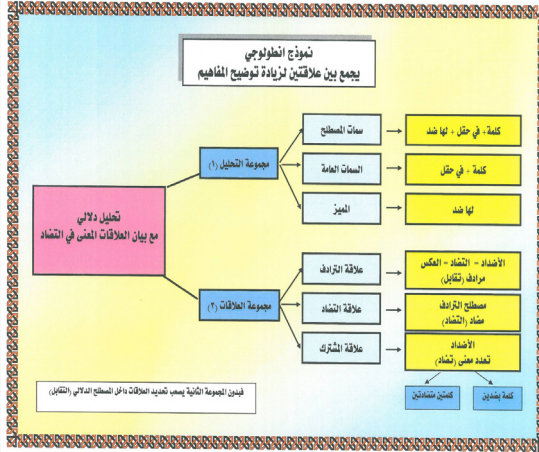 نموذج انطولوجي
يجمع بين علاقتين لزيادة توضيح المفاهيم
تحليل دلالي
مع بيان العلاقات المعنى في التضاد
مجموعة التحليل (١)
سمات المصطلح
كلمة+ في حقل + لها ضد
السمات العامة
كلمة + في حقل
المميز
لها ضد
مجموعة العلاقات (٢)
علاقة الترادف
الأضداد - التضاد - العكس
مرادف (تقابل)
علاقة التضاد
مصطلح الترادف
مضاد (التضاد)
علاقة المشترك
الأضداد
تعدد معنى (تضاد)
كلمة بضدين
كلمتين متضادتين
فبدون المجموعة الثانية يصعب تحديد العلاقات داخل المصطلح الدلالي (التقابل)